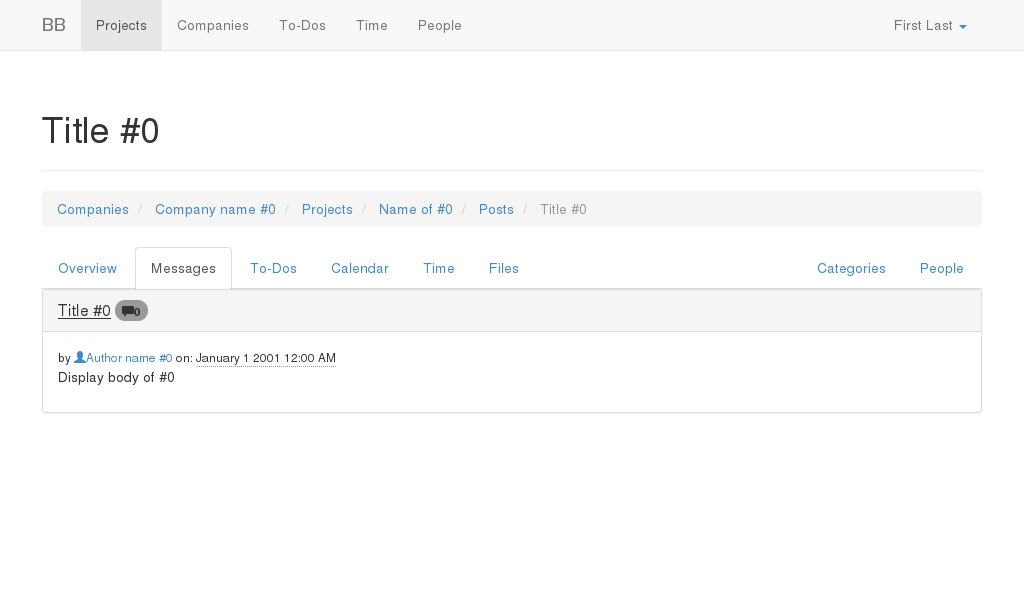 BB Projects Companies To-Dos Time People First Last
Title #0
Companies / Company name #0 / Projects / Name of #0 / Posts / Title #0
Overview Messages To-Dos Calendar Time Files Categories People
Title #0 0
by Author name #0 on: January 1 2001 12:00 AM
Display body of #0